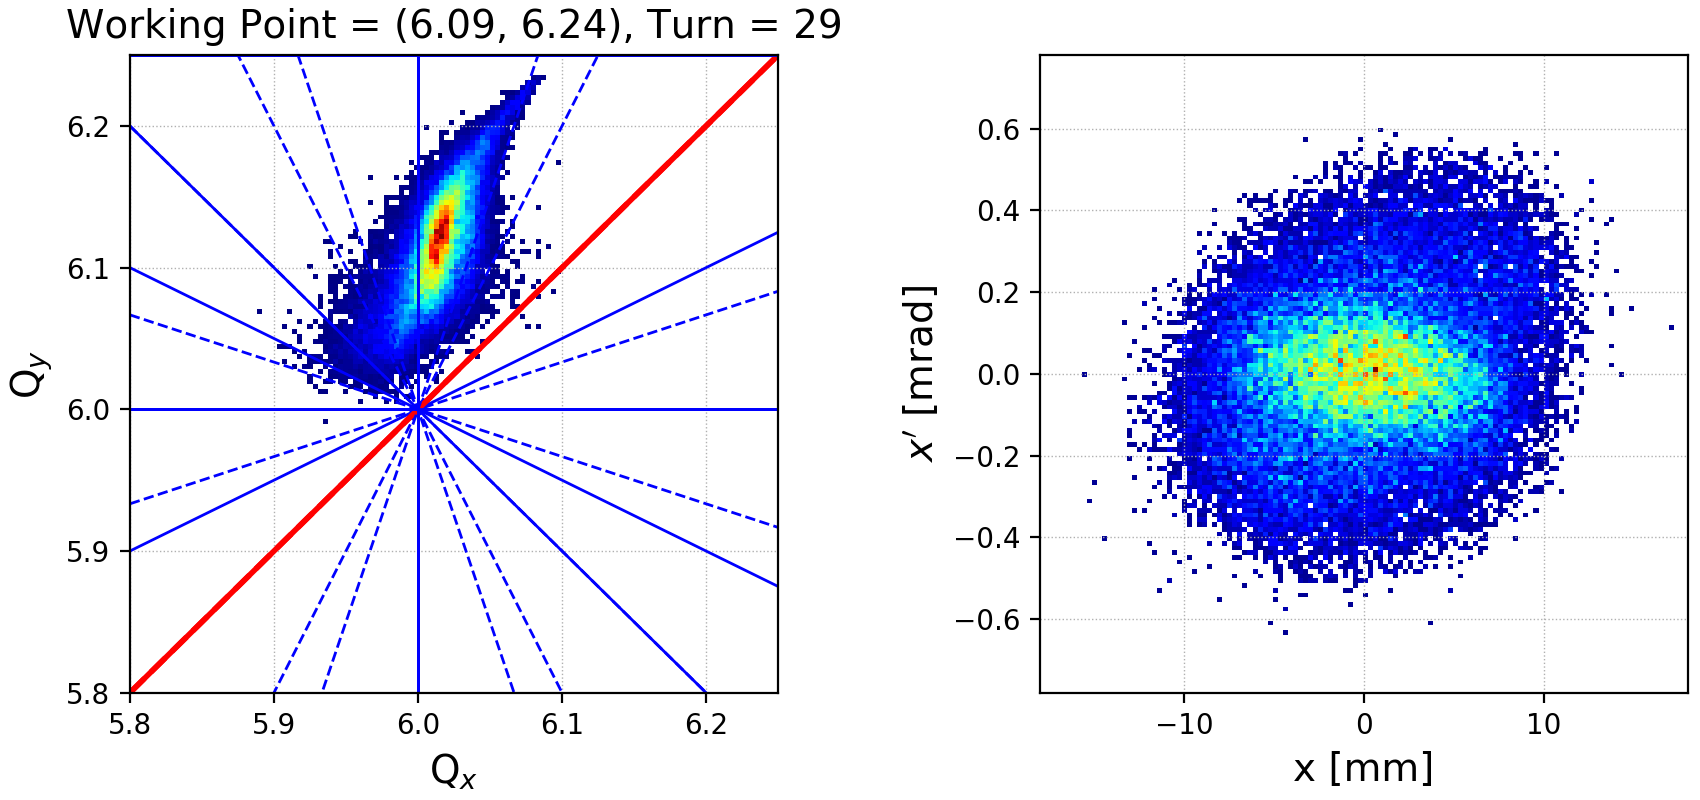 Working Point = (6.09, 6.24), Turn = 29
6.2
6.1
6.0
5.9
5.8
Q_y
5.8 5.9 6.0 6.1 6.2
Q_x
0.6
0.4
0.2
0.0
−0.2
−0.4
−0.6
x′ [mrad]
−10 0 10
x [mm]